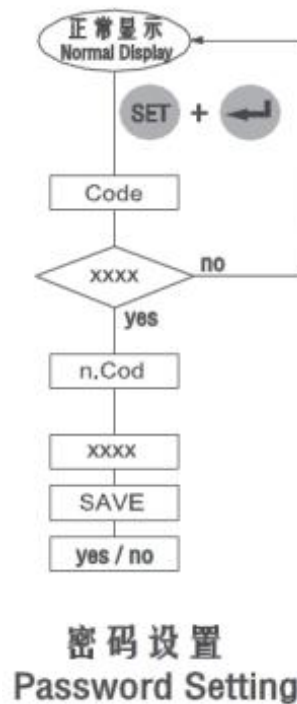 正常显示
Normal Display
SET + 
Code
xxxx
no
yes
n.Cod
xxxx
SAVE
yes / no
密码设置
Password Setting